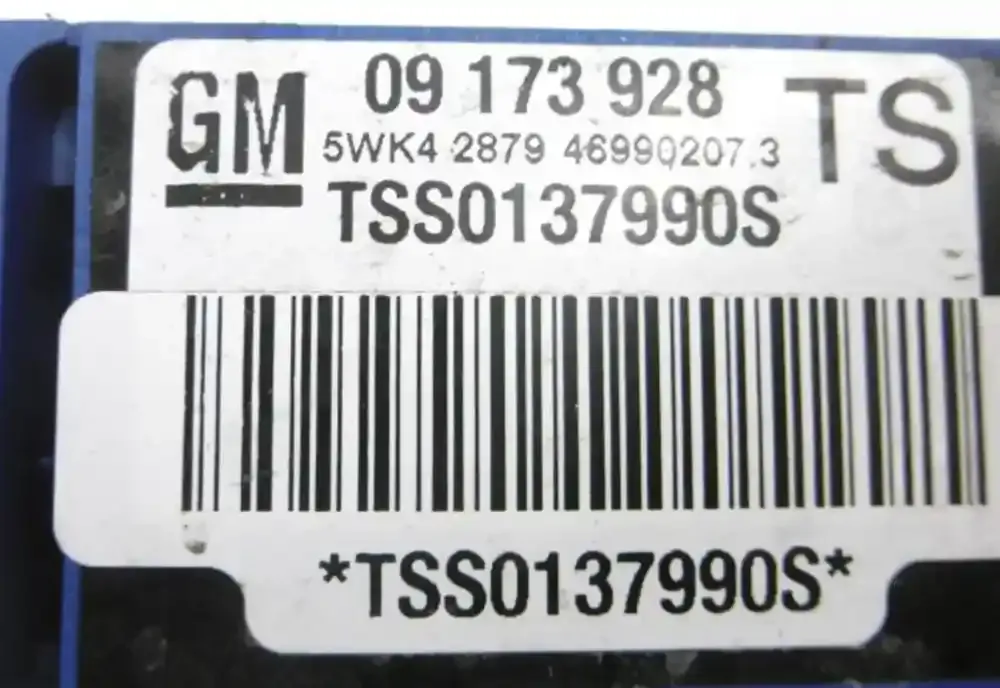 GM
09 173 928
TS
5WK4 2879 46990207.3
TSS0137990S
*TSS0137990S*